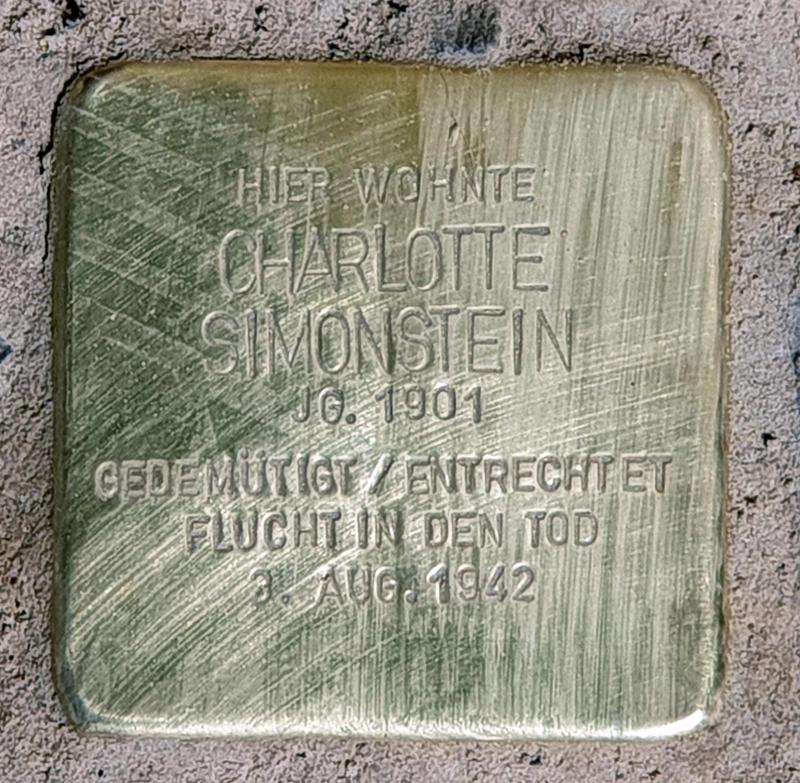 HIER WOHNTE
CHARLOTTE
SIMONSTEIN
JG. 1901
GEDEMÜTIGT / ENTRECHTET
FLUCHT IN DEN TOD
3. AUG. 1942